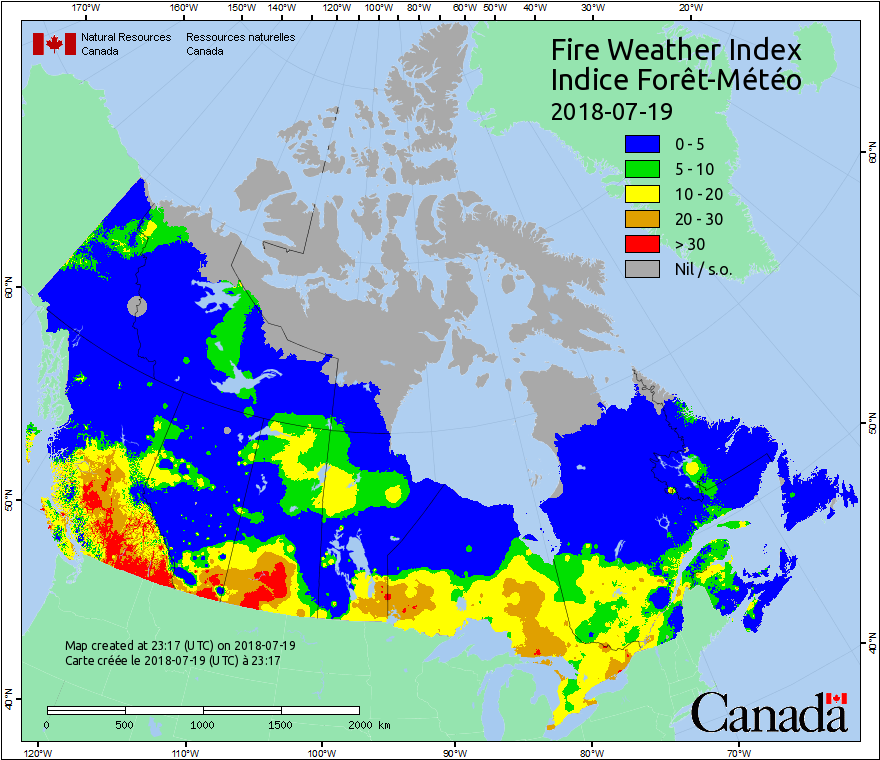 170°W 160°W 150°W 140°W 130°W 120°W 110°W 100°W 90°W 80°W 70°W 60°W 50°W 40°W 30°W 20°W
Natural Resources Ressources naturelles
Canada Canada
Fire Weather Index
Indice Forêt-Météo
2018-07-19
0 - 5
5 - 10
10 - 20
20 - 30
> 30
Nil / s.o.
60°N
60°N
50°N
50°N
40°N
40°N
Map created at 23:17 (UTC) on 2018-07-19
Carte créée le 2018-07-19 (UTC) à 23:17
0 500 1000 1500 2000 km
Canada
120°W 110°W 100°W 90°W 80°W 70°W